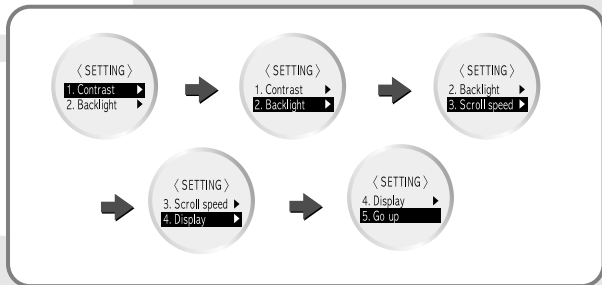 〈 SETTING 〉
1. Contrast ▶
2. Backlight ▶
〈 SETTING 〉
1. Contrast ▶
2. Backlight ▶
〈 SETTING 〉
2. Backlight ▶
3. Scroll speed ▶
〈 SETTING 〉
3. Scroll speed ▶
4. Display ▶
〈 SETTING 〉
4. Display ▶
5. Go up